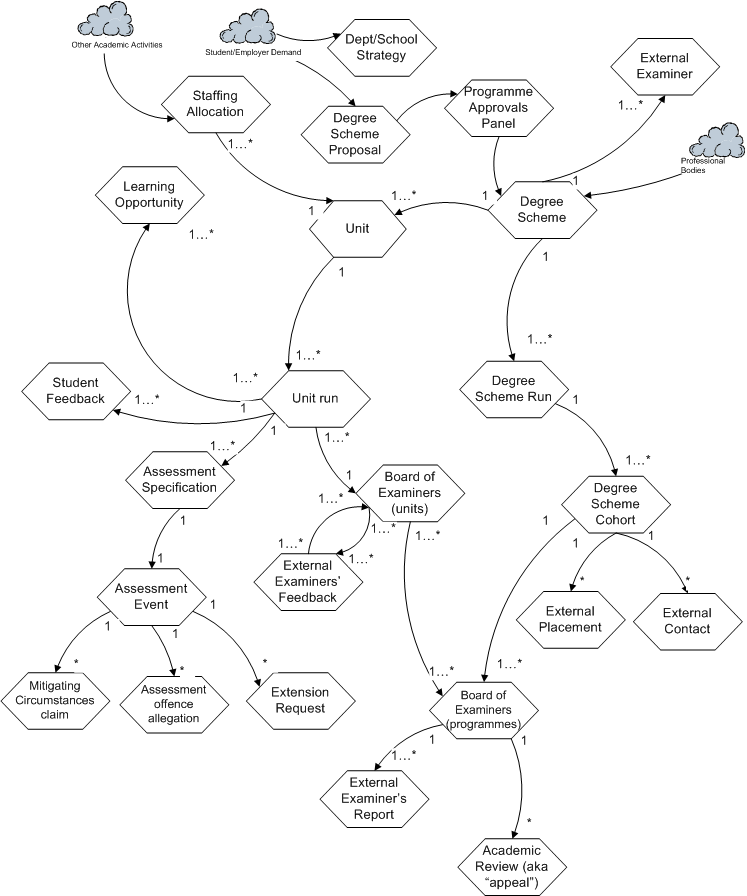 Other Academic Activities
Student/Employer Demand
Dept/School
Strategy
External
Examiner
Staffing
Allocation
Programme
Approvals
Panel
Degree
Scheme
Proposal
1…*
1…*
Professional
Bodies
Learning
Opportunity
1…*
1
1
1…*
1
Unit
Degree
Scheme
1
1
1…*
1…*
1…*
Student
Feedback
1…*
1…*
1
Unit run
Degree
Scheme Run
1
1
1…*
1…*
Assessment
Specification
1
Board of
Examiners
(units)
1…*
Degree
Scheme
Cohort
1
1…*
1…*
1…*
1
1
1
1…*
1…*
1
External
Examiners'
Feedback
Assessment
Event
1
1
1
*
*
External
Placement
External
Contact
*
*
*
1…*
1…*
Mitigating
Circumstances
claim
Assessment
offence
allegation
Extension
Request
Board of
Examiners
(programmes)
1
1
1…*
External
Examiner's
Report
*
Academic
Review (aka
“appeal”)